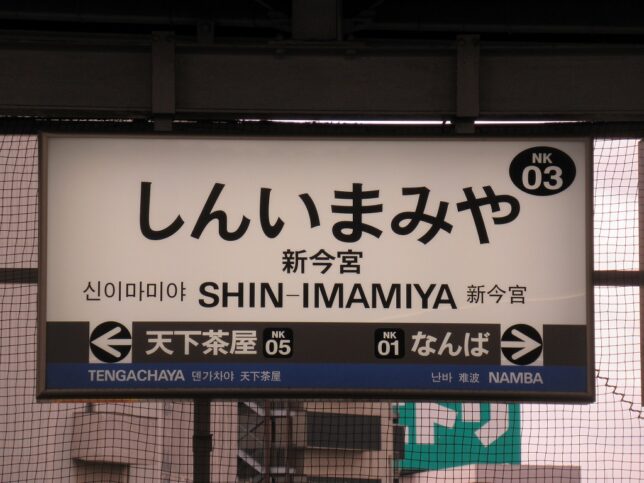 NK
03
しんいまみや
新今宮
신이마미야 SHIN-IMAMIYA 新今宮
天下茶屋 NK 05 NK 01 なんば
TENGACHAYA 덴가차야 天下茶屋 난바 难波 NAMBA